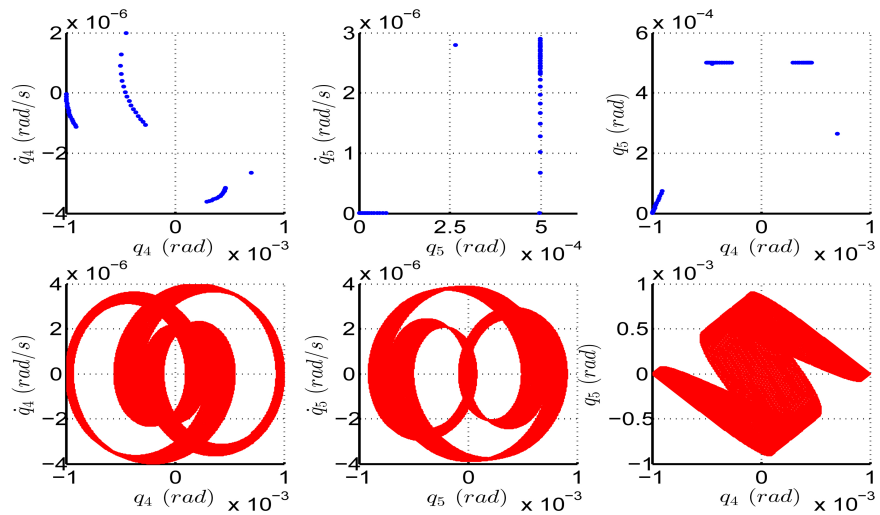 x 10⁻⁶
2
0
−2
−4
q̇₄ (rad/s)
−1
0
1
q₄ (rad)
x 10⁻³
x 10⁻⁶
3
2
1
0
q̇₅ (rad/s)
0
2.5
5
q₅ (rad)
x 10⁻⁴
x 10⁻⁴
6
4
2
0
q₅ (rad)
−1
0
1
q₄ (rad)
x 10⁻³
x 10⁻⁶
4
2
0
−2
−4
q̇₄ (rad/s)
−1
0
1
q₄ (rad)
x 10⁻³
x 10⁻⁶
4
2
0
−2
−4
q̇₅ (rad/s)
−1
0
1
q₅ (rad)
x 10⁻³
x 10⁻³
1
0.5
0
−0.5
−1
q₅ (rad)
−1
0
1
q₄ (rad)
x 10⁻³